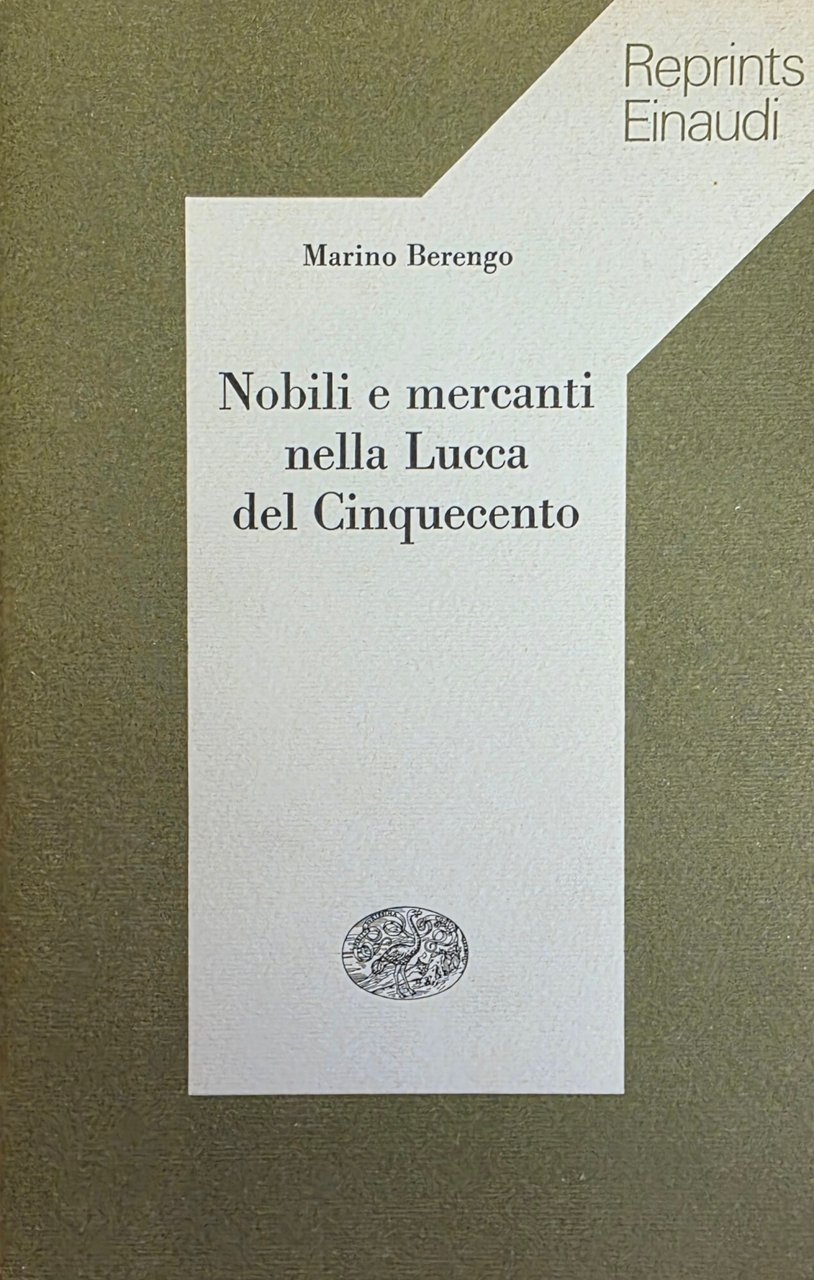 Reprints
Einaudi
Marino Berengo
Nobili e mercanti
nella Lucca
del Cinquecento